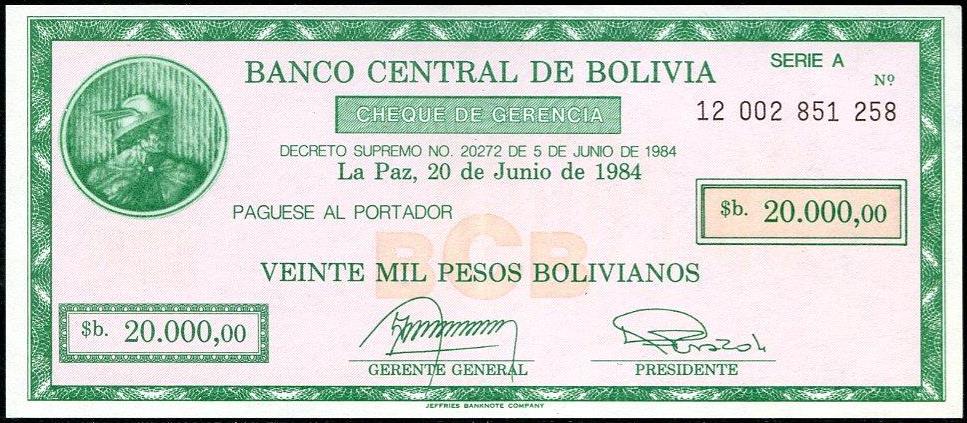 SERIE A
BANCO CENTRAL DE BOLIVIA
Nº
CHEQUE DE GERENCIA
12 002 851 258
DECRETO SUPREMO NO. 20272 DE 5 DE JUNIO DE 1984
La Paz, 20 de Junio de 1984
PAGUESE AL PORTADOR
$b. 20.000,00
BCB
VEINTE MIL PESOS BOLIVIANOS
$b. 20.000,00
GERENTE GENERAL
PRESIDENTE
JEFFRIES BANKNOTE COMPANY